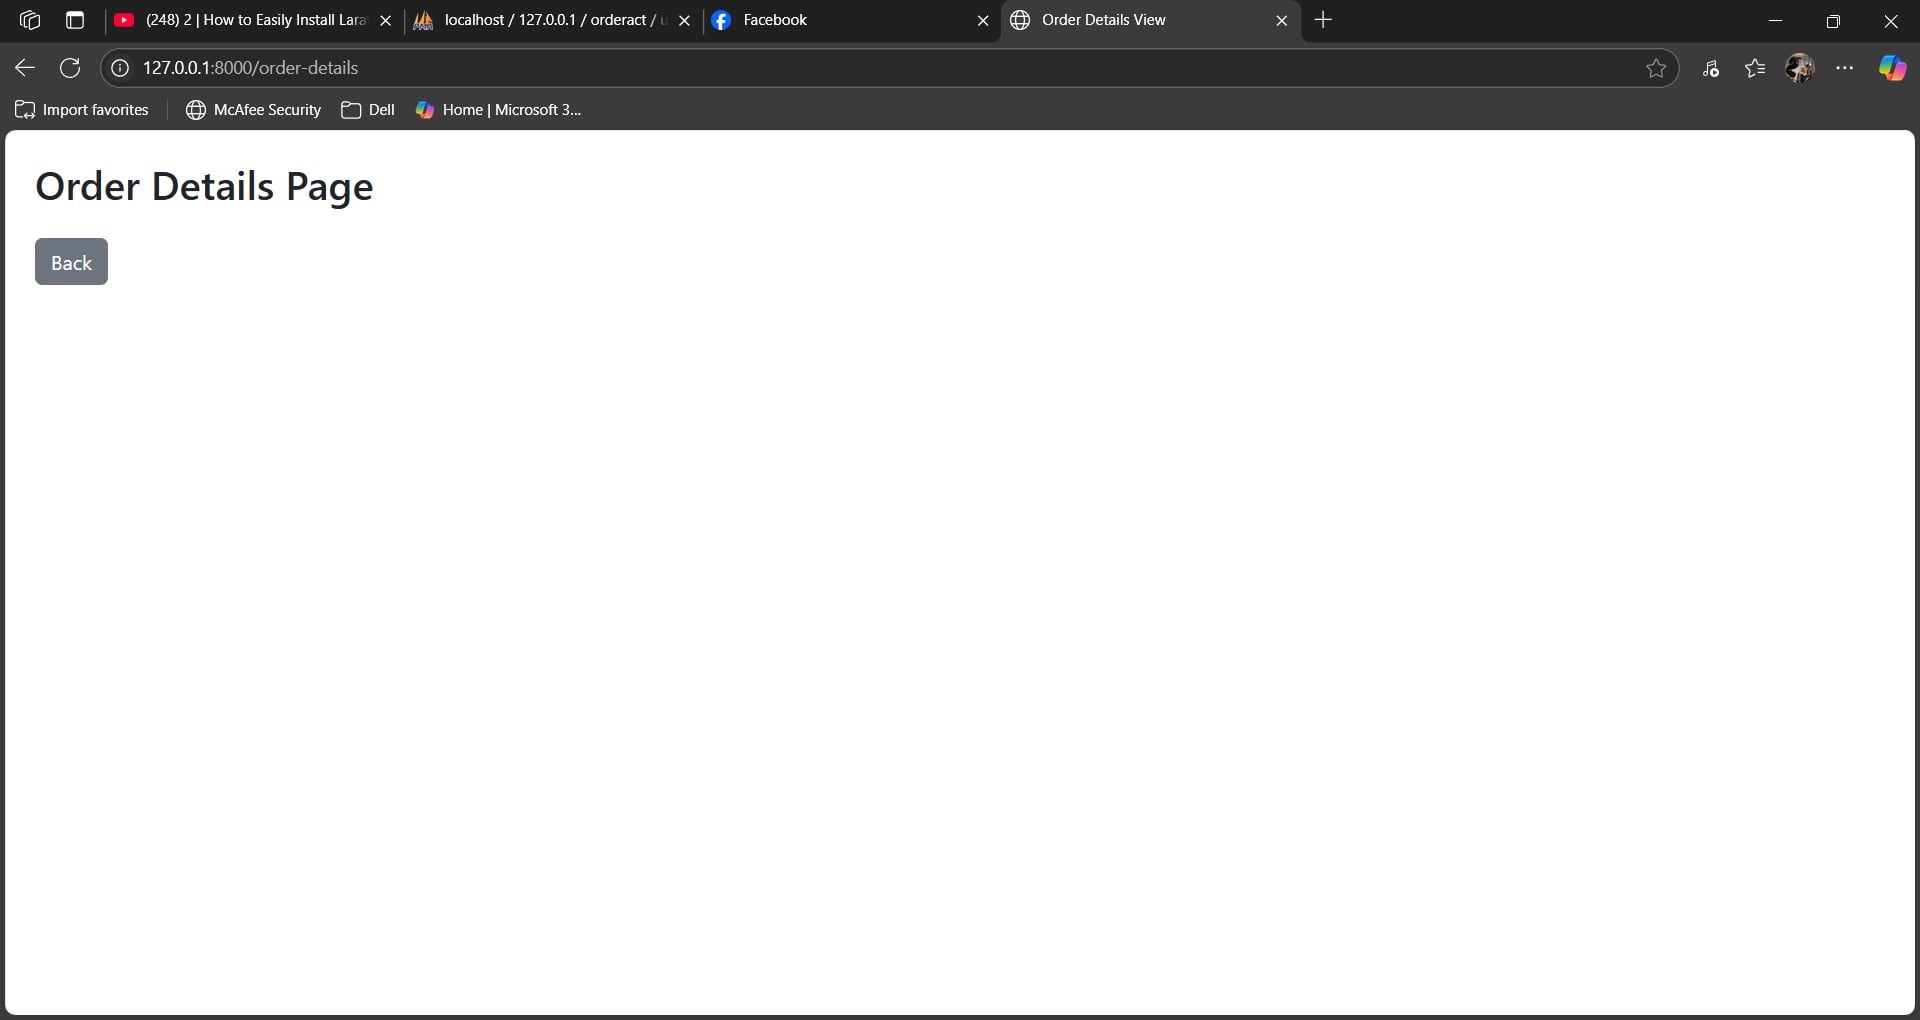 (248) 2 | How to Easily Install Lara
localhost / 127.0.0.1 / orderact / u
Facebook
Order Details View
127.0.0.1:8000/order-details
Import favorites
McAfee Security
Dell
Home | Microsoft 3...
Order Details Page
Back